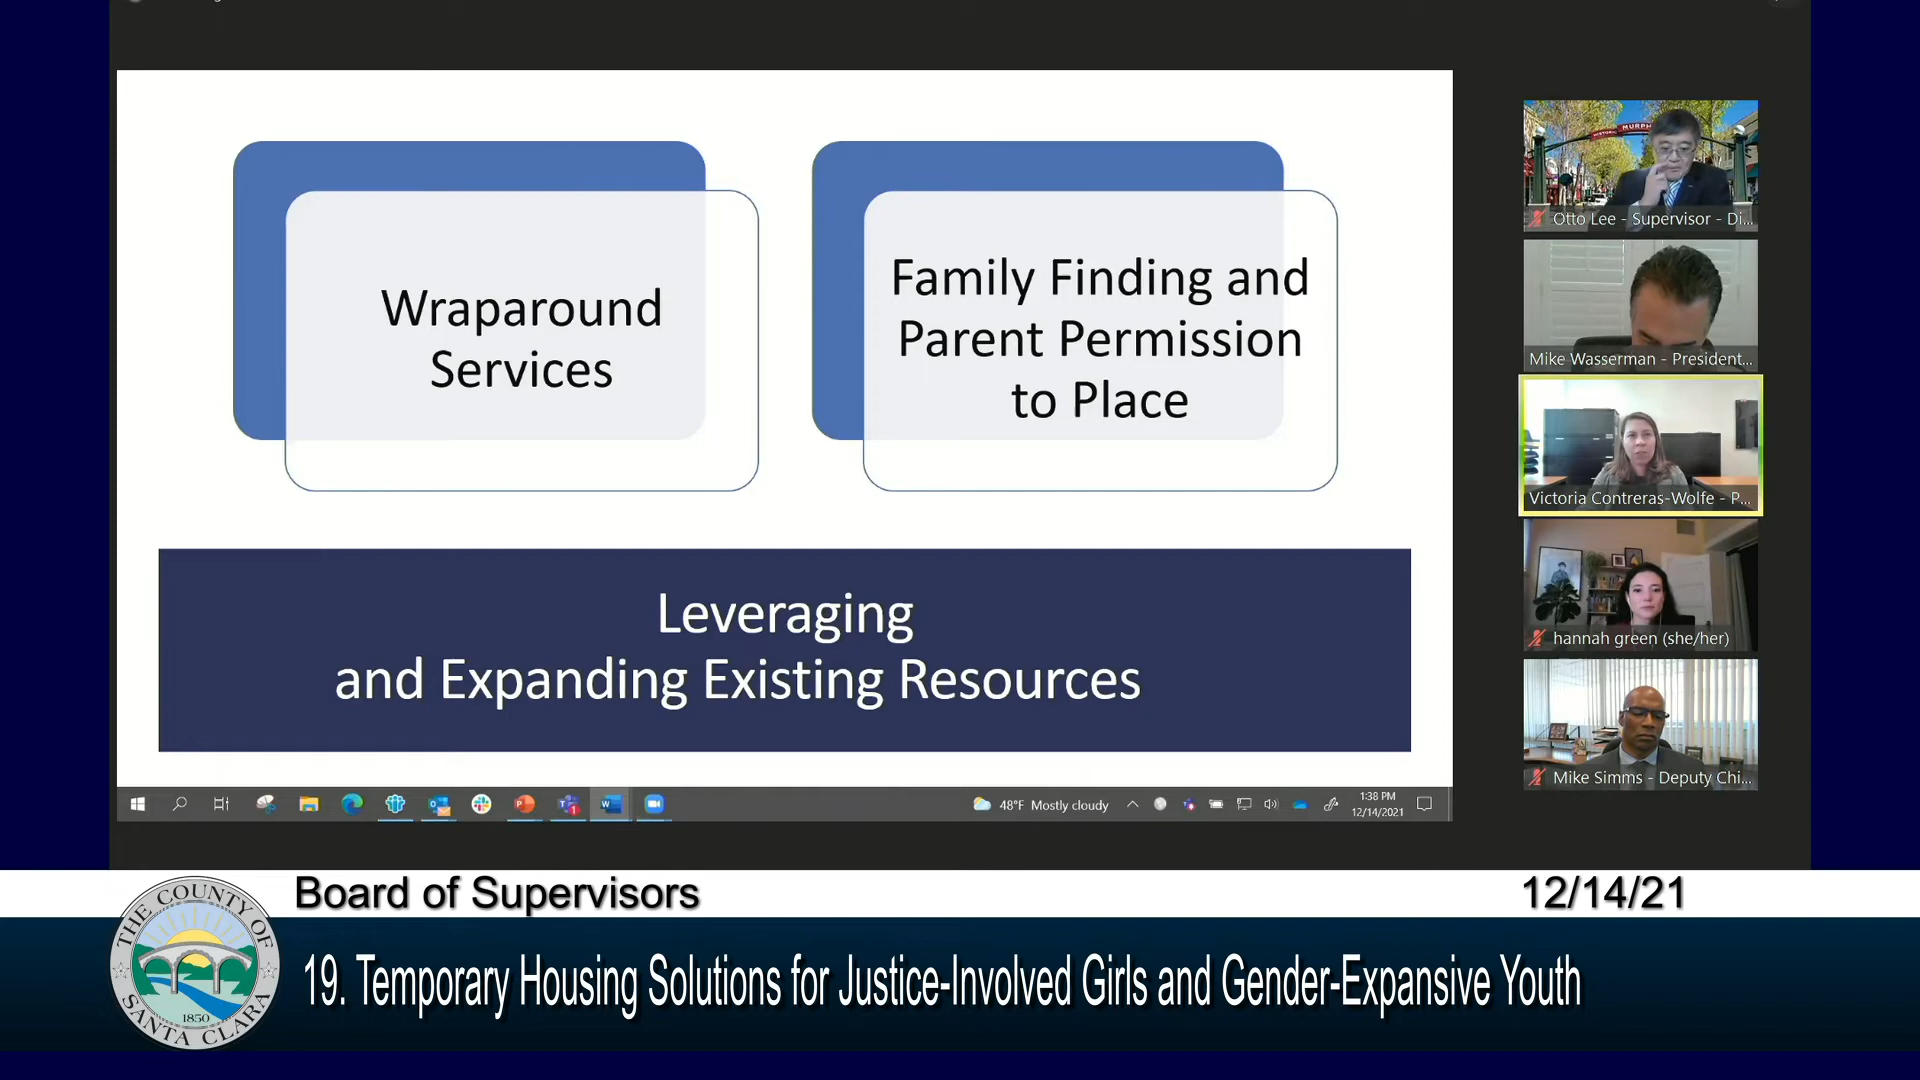 Wraparound
Services
Family Finding and
Parent Permission
to Place
Leveraging
and Expanding Existing Resources
Otto Lee - Supervisor - Di...
Mike Wasserman - President...
Victoria Contreras-Wolfe - P...
hannah green (she/her)
Mike Simms - Deputy Chi...
48°F Mostly cloudy
1:38 PM
12/14/2021
Board of Supervisors
12/14/21
THE COUNTY OF
SANTA CLARA
1850
19. Temporary Housing Solutions for Justice-Involved Girls and Gender-Expansive Youth